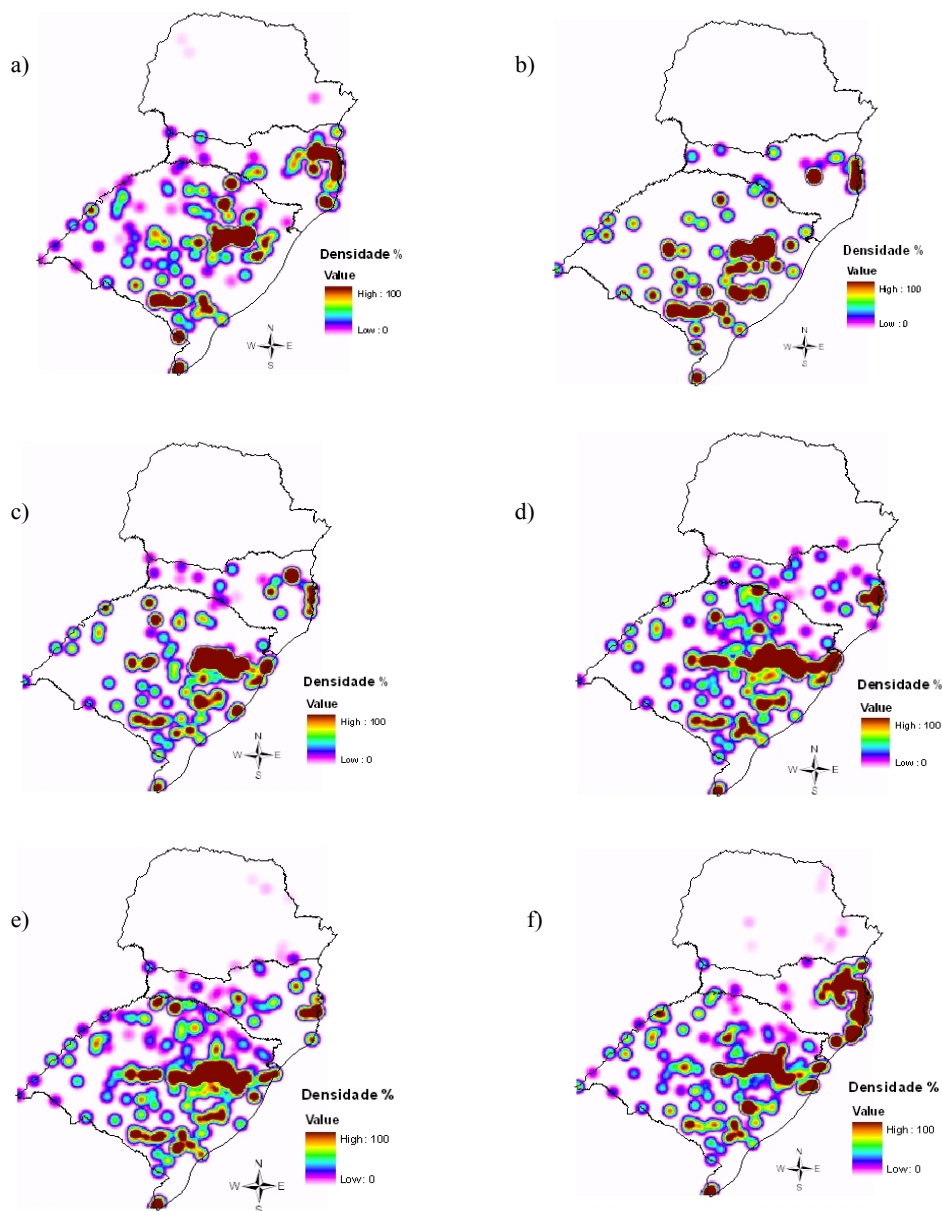 a)
b)
Densidade %
Value
High : 100
Low : 0
N
W E
S
Densidade %
Value
High : 100
Low : 0
N
W E
S
c)
d)
Densidade %
Value
High : 100
Low : 0
N
W E
S
Densidade %
Value
High : 100
Low : 0
N
W E
S
e)
f)
Densidade %
Value
High : 100
Low: 0
N
W E
S
Densidade %
Value
High : 100
Low : 0
N
W E
S